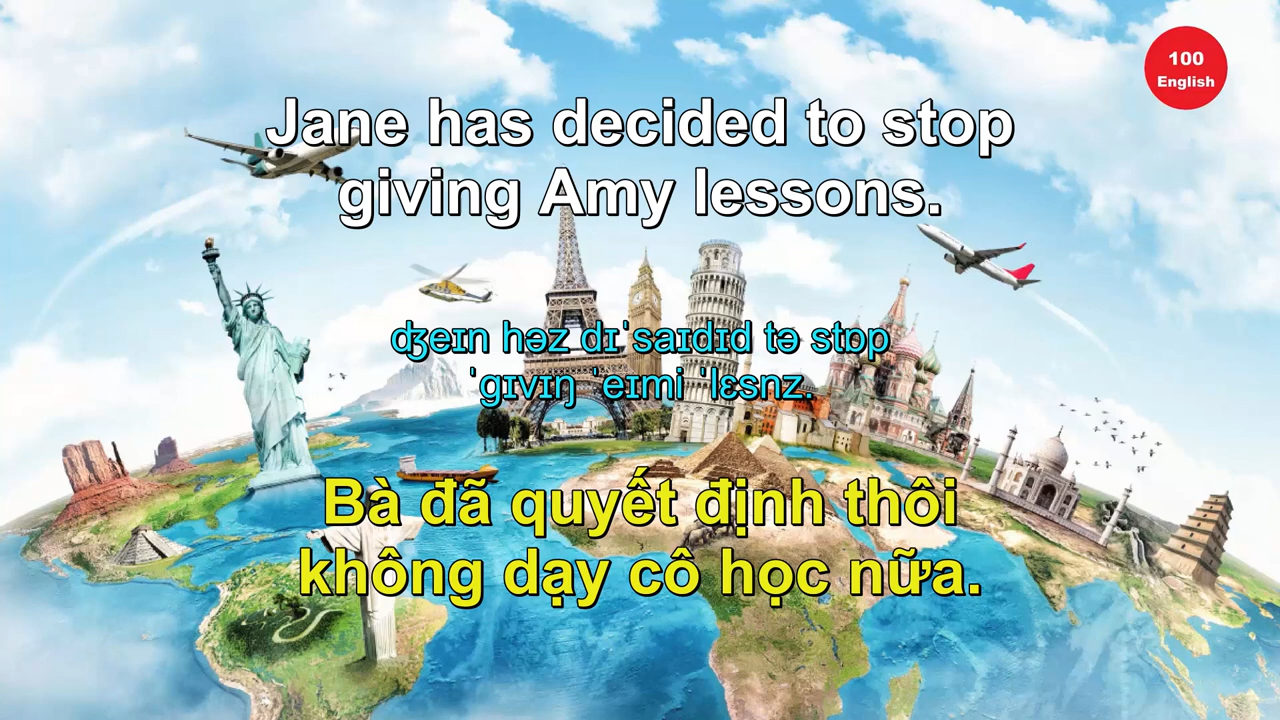 100
English
Jane has decided to stop
giving Amy lessons.
ʤeɪn həz dɪˈsaɪdɪd tə stɒp
ˈgɪvɪŋ ˈeɪmi ˈlɛsnz.
Bà đã quyết định thôi
không dạy cô học nữa.